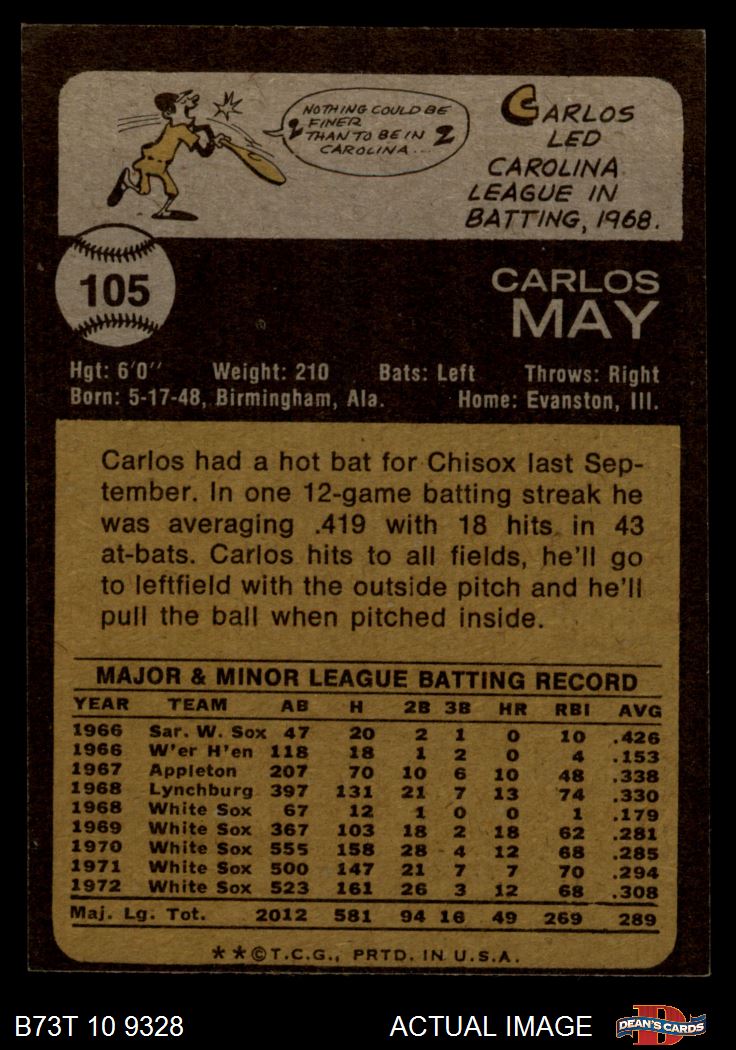 NOTHING COULD BE
FINER
THAN TO BE IN
CAROLINA...
CARLOS
LED
CAROLINA
LEAGUE IN
BATTING, 1968.
105
CARLOS
MAY
Hgt: 6'0" Weight: 210 Bats: Left Throws: Right
Born: 5-17-48, Birmingham, Ala. Home: Evanston, Ill.
Carlos had a hot bat for Chisox last Sep-
tember. In one 12-game batting streak he
was averaging .419 with 18 hits in 43
at-bats. Carlos hits to all fields, he'll go
to leftfield with the outside pitch and he'll
pull the ball when pitched inside.
MAJOR & MINOR LEAGUE BATTING RECORD
YEAR TEAM AB H 2B 3B HR RBI AVG
1966 Sar. W. Sox 47 20 2 1 0 10 .426
1966 W'er H'en 118 18 1 2 0 4 .153
1967 Appleton 207 70 10 6 10 48 .338
1968 Lynchburg 397 131 21 7 13 74 .330
1968 White Sox 67 12 1 0 0 1 .179
1969 White Sox 367 103 18 2 18 62 .281
1970 White Sox 555 158 28 4 12 68 .285
1971 White Sox 500 147 21 7 7 70 .294
1972 White Sox 523 161 26 3 12 68 .308
Maj. Lg. Tot. 2012 581 94 16 49 269 289
**©T.C.G., PRTD. IN U.S.A.
B73T 10 9328 ACTUAL IMAGE D DEAN'S CARDS